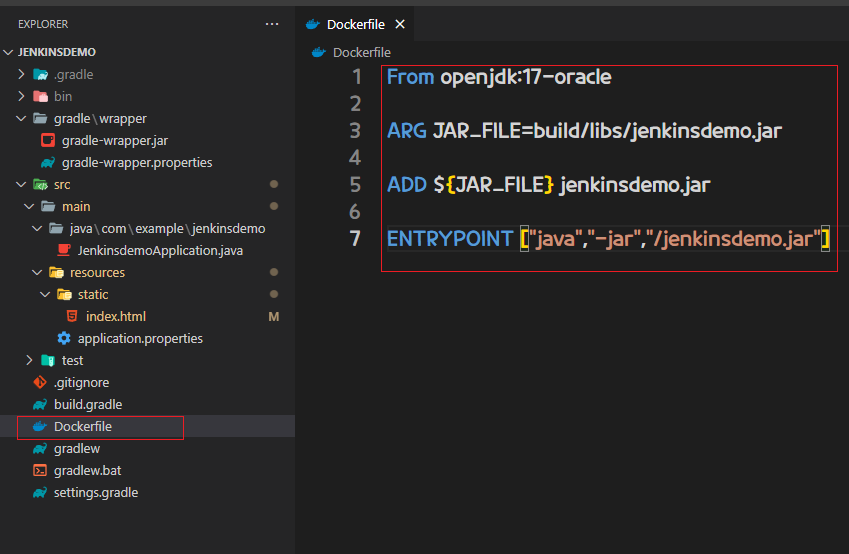 EXPLORER
JENKINSDEMO
.gradle
bin
gradle\wrapper
gradle-wrapper.jar
gradle-wrapper.properties
src
main
java\com\example\jenkinsdemo
JenkinsdemoApplication.java
resources
static
index.html M
application.properties
test
.gitignore
build.gradle
Dockerfile
gradlew
gradlew.bat
settings.gradle
Dockerfile
Dockerfile
1 From openjdk:17-oracle
2
3 ARG JAR_FILE=build/libs/jenkinsdemo.jar
4
5 ADD ${JAR_FILE} jenkinsdemo.jar
6
7 ENTRYPOINT ["java","-jar","/jenkinsdemo.jar"]